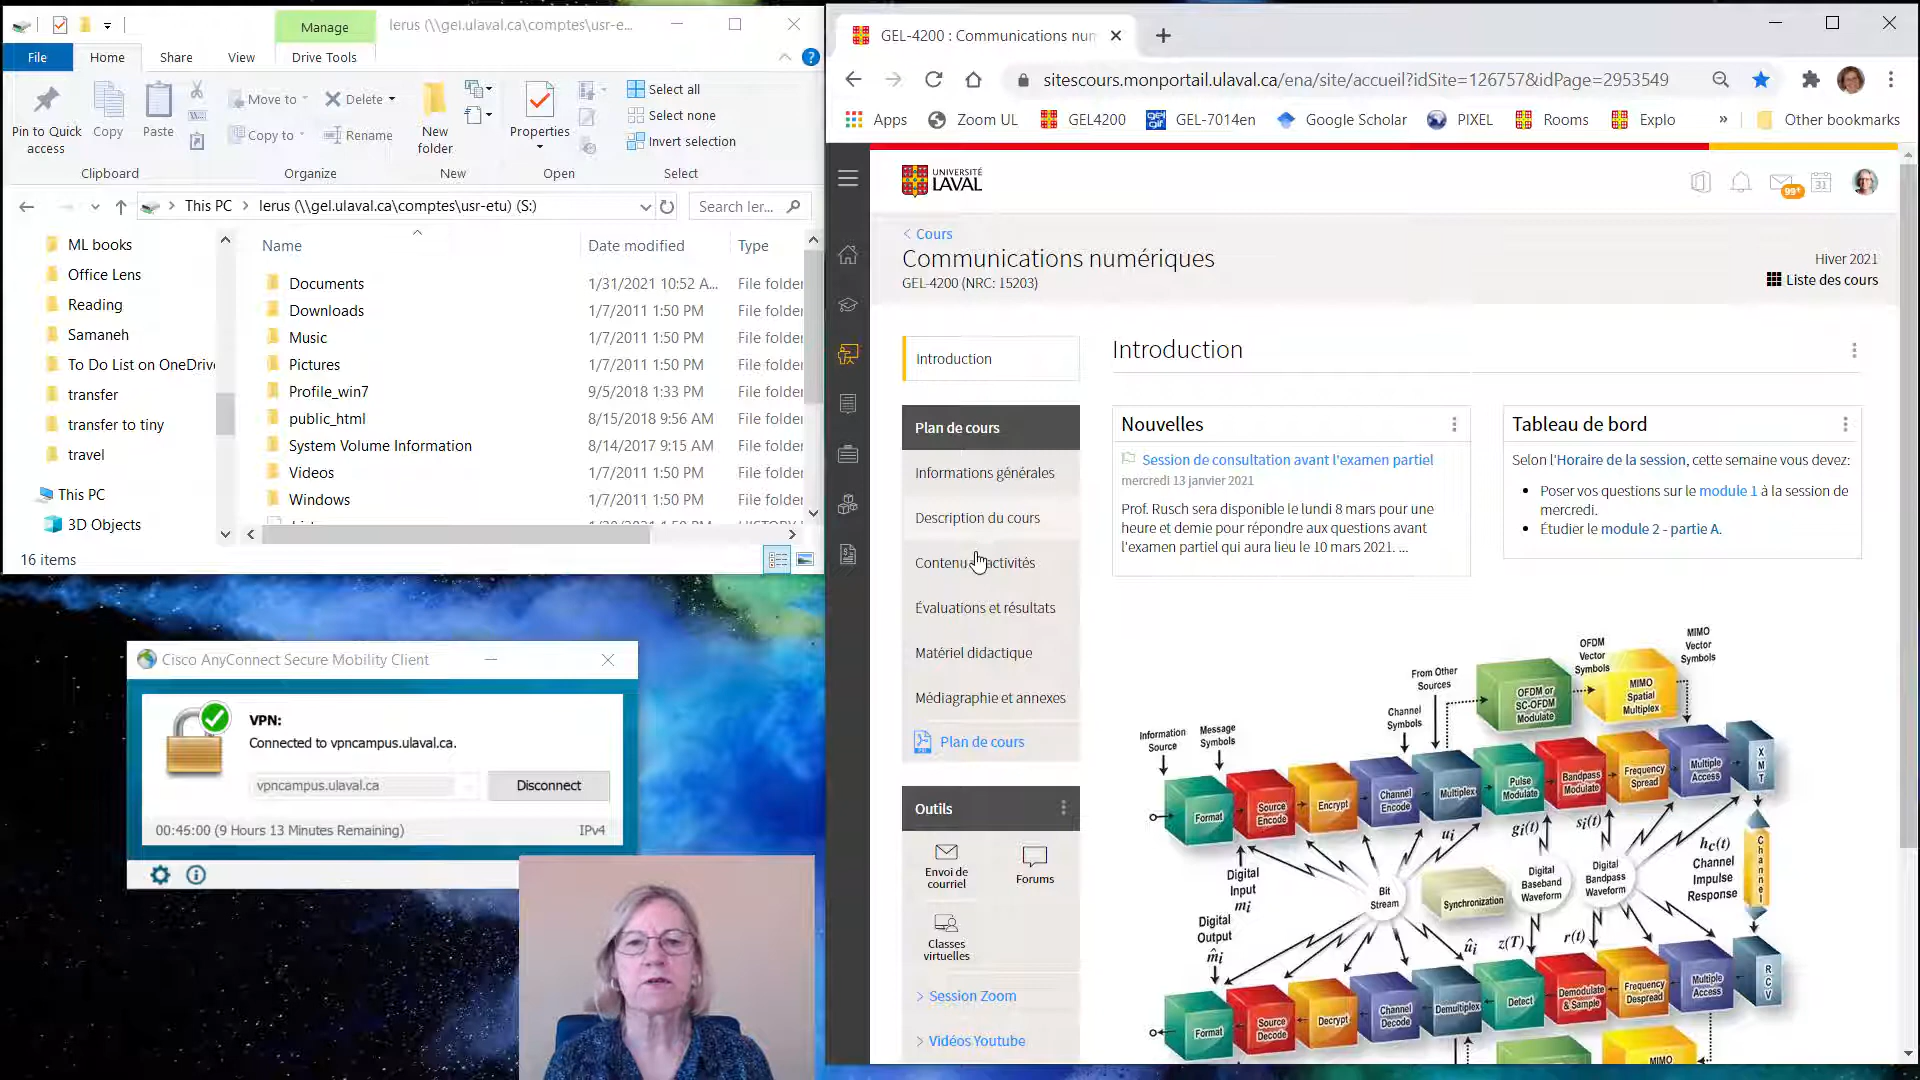 Manage
lerus (\\gel.ulaval.ca\comptes\usr-e...
File
Home
Share
View
Drive Tools
Pin to Quick
access
Copy
Paste
Move to
Copy to
Delete
Rename
New
folder
Properties
Select all
Select none
Invert selection
Clipboard
Organize
New
Open
Select
This PC
lerus (\\gel.ulaval.ca\comptes\usr-etu) (S:)
Search ler...
ML books
Office Lens
Reading
Samaneh
To Do List on OneDrive
transfer
transfer to tiny
travel
This PC
3D Objects
Name
Date modified
Type
Documents
1/31/2021 10:52 A...
File folder
Downloads
1/7/2011 1:50 PM
File folder
Music
1/7/2011 1:50 PM
File folder
Pictures
1/7/2011 1:50 PM
File folder
Profile_win7
9/5/2018 1:33 PM
File folder
public_html
8/15/2018 9:56 AM
File folder
System Volume Information
8/14/2017 9:15 AM
File folder
Videos
1/7/2011 1:50 PM
File folder
Windows
1/7/2011 1:50 PM
File folder
16 items
Cisco AnyConnect Secure Mobility Client
VPN:
Connected to vpncampus.ulaval.ca.
vpncampus.ulaval.ca
Disconnect
00:45:00 (9 Hours 13 Minutes Remaining)
IPv4
GEL-4200 : Communications num
sitescours.monportail.ulaval.ca/ena/site/accueil?idSite=126757&idPage=2953549
Apps
Zoom UL
GEL4200
GEL-7014en
Google Scholar
PIXEL
Rooms
Explo
»
Other bookmarks
UNIVERSITÉ
LAVAL
99+
31
Cours
Communications numériques
GEL-4200 (NRC: 15203)
Hiver 2021
Liste des cours
Introduction
Plan de cours
Informations générales
Description du cours
Contenu activités
Évaluations et résultats
Matériel didactique
Médiagraphie et annexes
Plan de cours
Outils
Envoi de
courriel
Forums
Classes
virtuelles
Session Zoom
Vidéos Youtube
Introduction
Nouvelles
Session de consultation avant l'examen partiel
mercredi 13 janvier 2021
Prof. Rusch sera disponible le lundi 8 mars pour une
heure et demie pour répondre aux questions avant
l'examen partiel qui aura lieu le 10 mars 2021. ...
Tableau de bord
Selon l'Horaire de la session, cette semaine vous devez:
Poser vos questions sur le module 1 à la session de
mercredi.
Étudier le module 2 - partie A.
Information
Source
Message
Symbols
Channel
Symbols
From Other
Sources
OFDM
Vector
Symbols
MIMO
Vector
Symbols
OFDM or
SC-OFDM
Modulate
MIMO
Spatial
Multiplex
Format
Source
Encode
Encrypt
Channel
Encode
Multiplex
Pulse
Modulate
Bandpass
Modulate
Frequency
Spread
Multiple
Access
XMT
ui
gi(t)
si(t)
hc(t)
Channel
Impulse
Response
Channel
Digital
Input
mi
Digital
Output
m̂i
Bit
Stream
Synchronization
Digital
Baseband
Waveform
Digital
Bandpass
Waveform
ûi
z(T)
r(t)
Format
Source
Decode
Decrypt
Channel
Decode
Demultiplex
Detect
Demodulate
& Sample
Frequency
Despread
Multiple
Access
RCV
MIMO